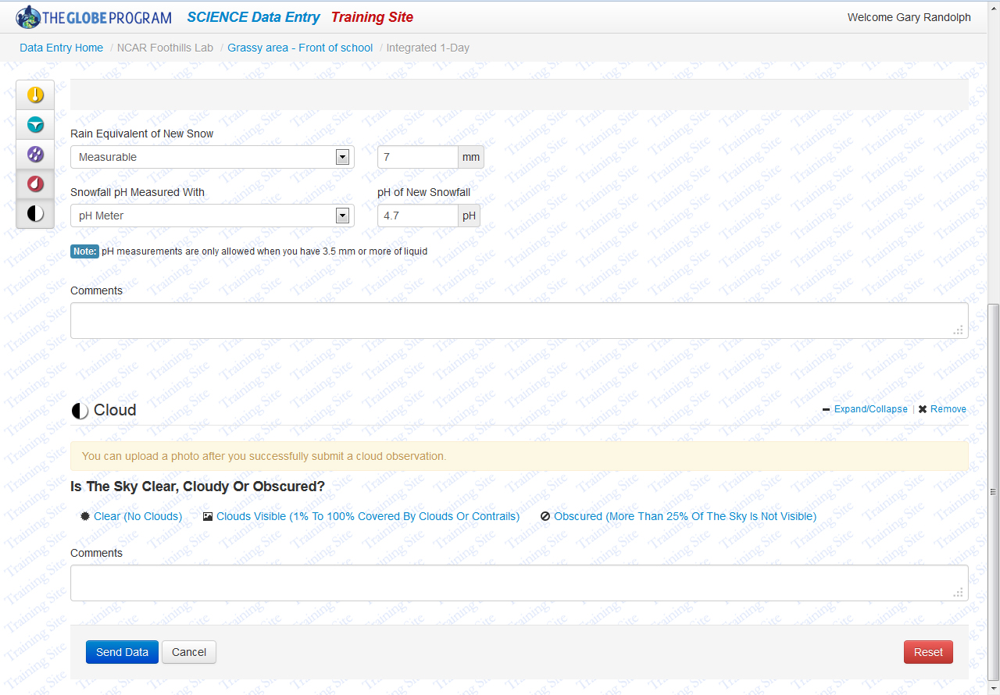 THE GLOBE PROGRAM SCIENCE Data Entry Training Site Welcome Gary Randolph
Data Entry Home / NCAR Foothills Lab / Grassy area - Front of school / Integrated 1-Day
Rain Equivalent of New Snow
Measurable 7 mm
Snowfall pH Measured With pH of New Snowfall
pH Meter 4.7 pH
Note: pH measurements are only allowed when you have 3.5 mm or more of liquid
Comments
Cloud Expand/Collapse | Remove
You can upload a photo after you successfully submit a cloud observation.
Is The Sky Clear, Cloudy Or Obscured?
Clear (No Clouds) Clouds Visible (1% To 100% Covered By Clouds Or Contrails) Obscured (More Than 25% Of The Sky Is Not Visible)
Comments
Send Data Cancel Reset
Training Site